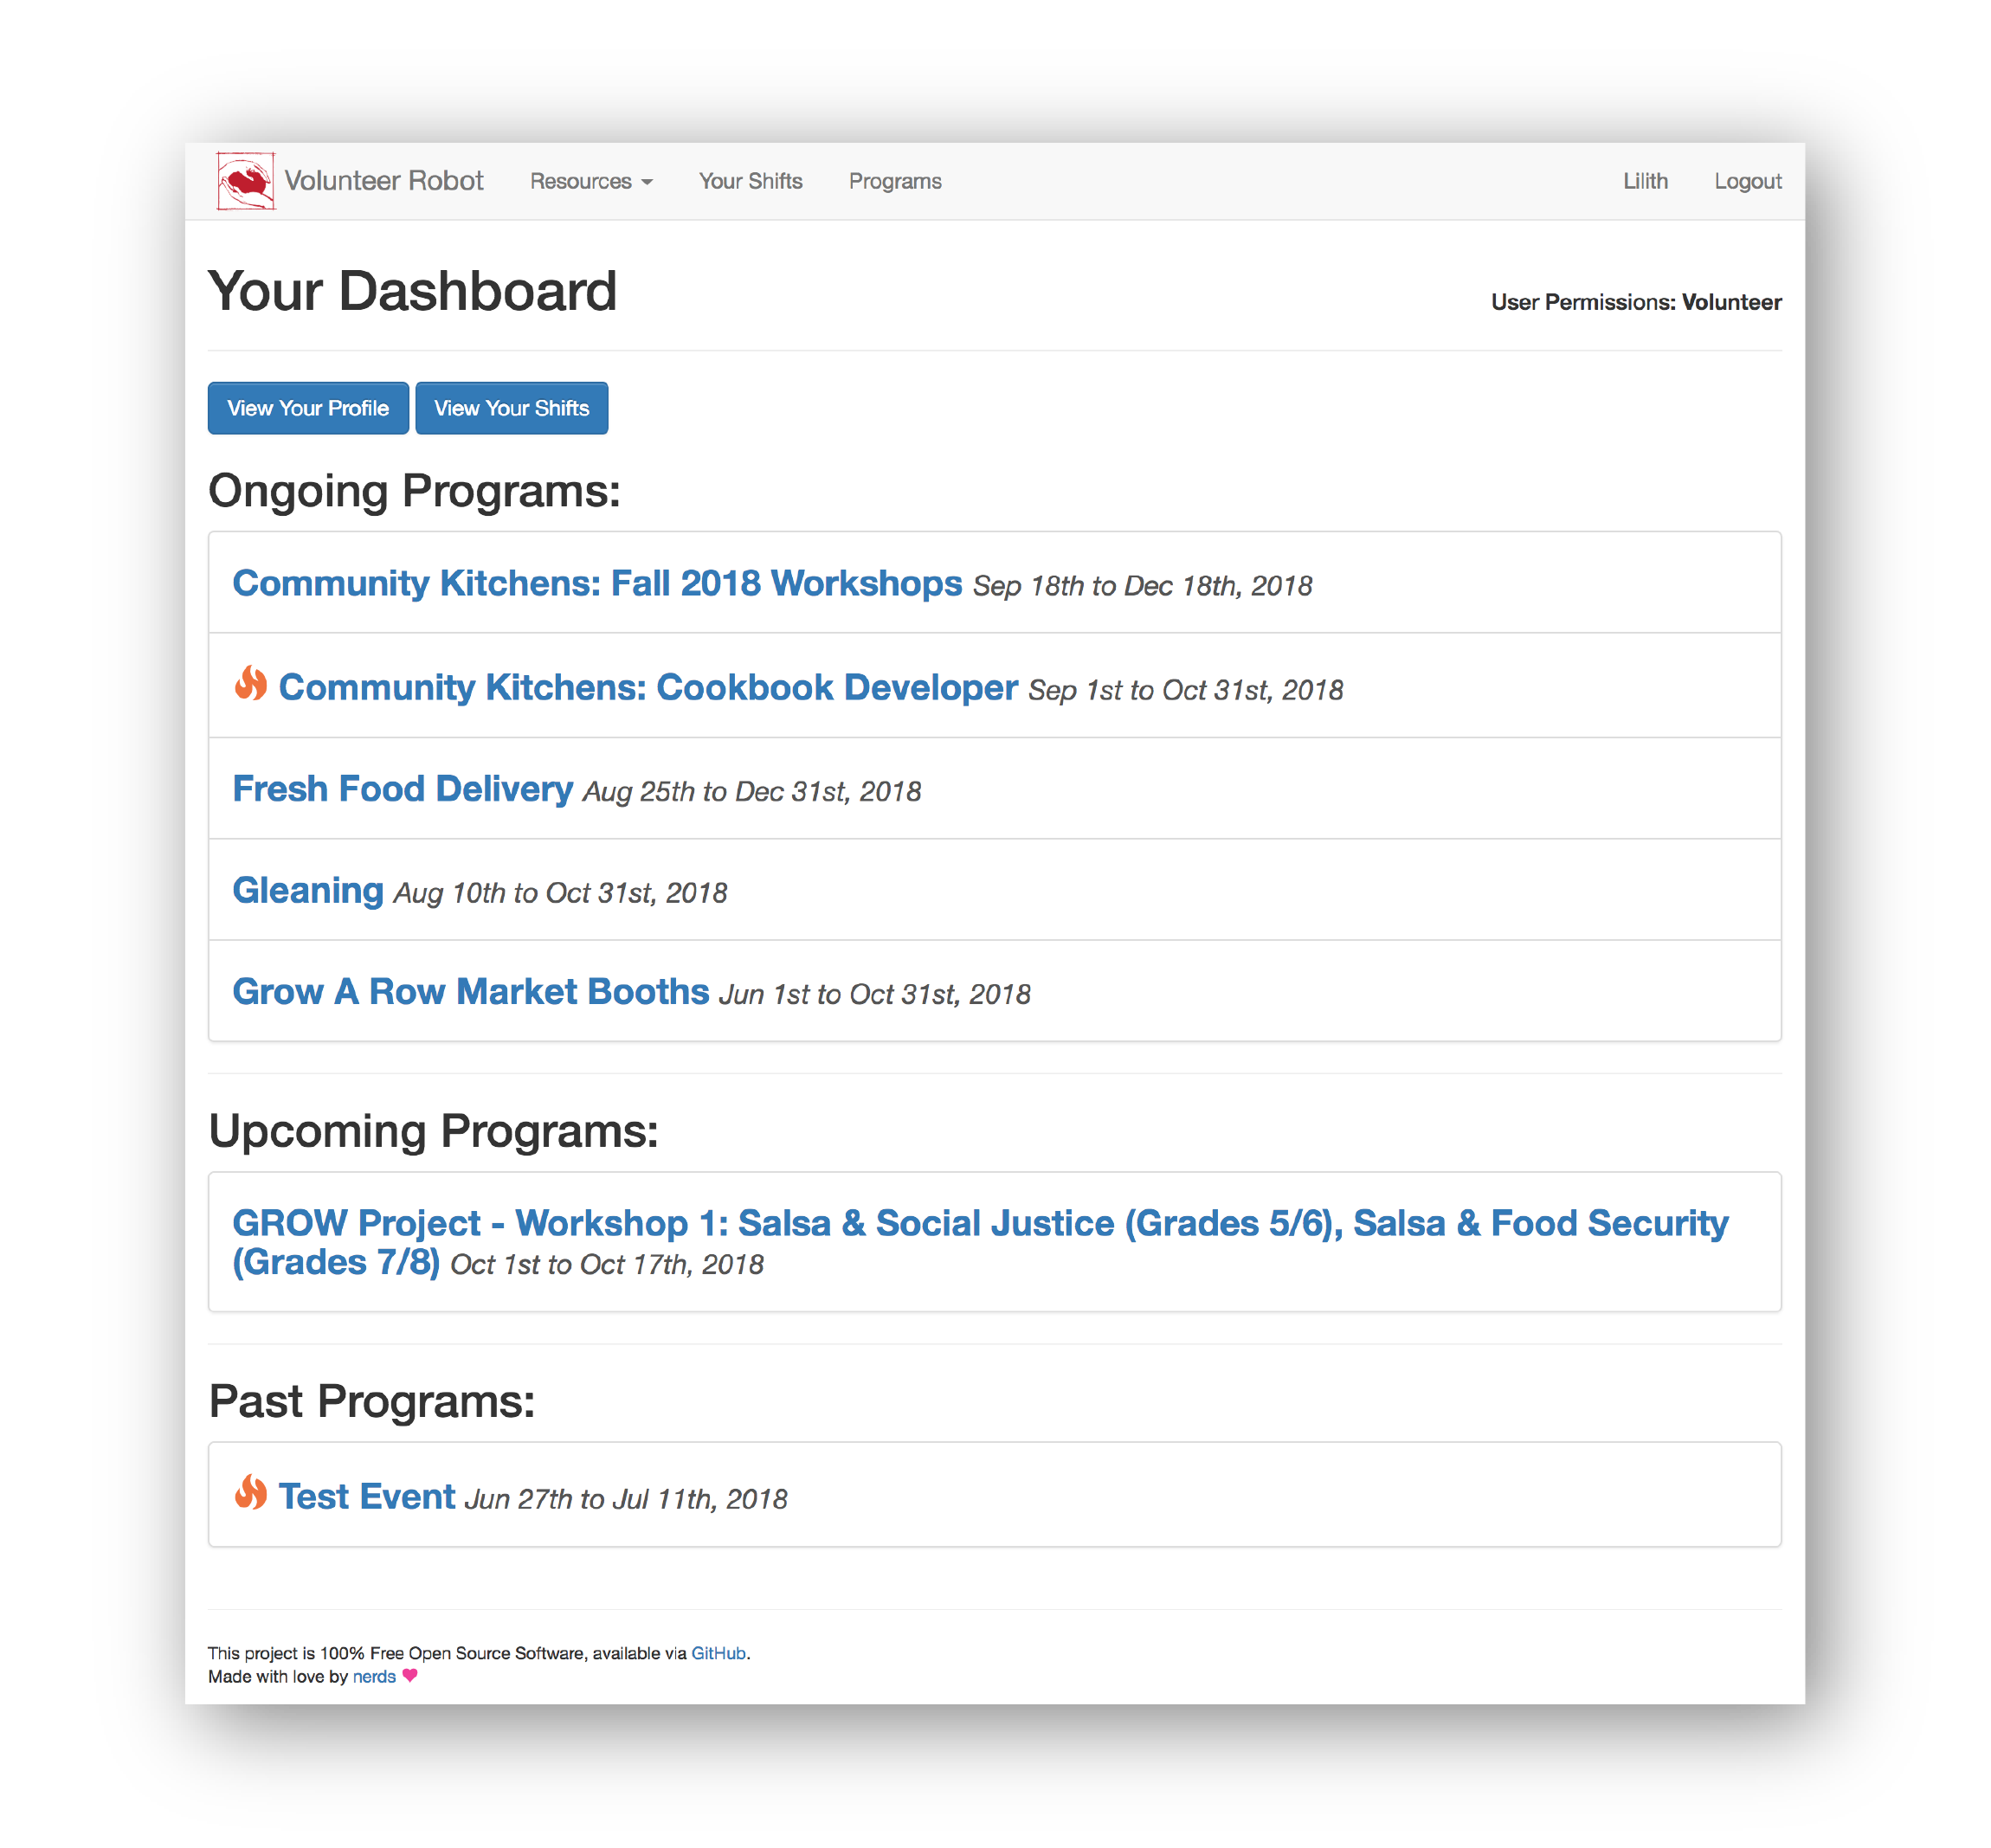 Volunteer Robot Resources Your Shifts Programs Lilith Logout
Your Dashboard
User Permissions: Volunteer
View Your Profile View Your Shifts
Ongoing Programs:
Community Kitchens: Fall 2018 Workshops Sep 18th to Dec 18th, 2018
Community Kitchens: Cookbook Developer Sep 1st to Oct 31st, 2018
Fresh Food Delivery Aug 25th to Dec 31st, 2018
Gleaning Aug 10th to Oct 31st, 2018
Grow A Row Market Booths Jun 1st to Oct 31st, 2018
Upcoming Programs:
GROW Project - Workshop 1: Salsa & Social Justice (Grades 5/6), Salsa & Food Security
(Grades 7/8) Oct 1st to Oct 17th, 2018
Past Programs:
Test Event Jun 27th to Jul 11th, 2018
This project is 100% Free Open Source Software, available via GitHub.
Made with love by nerds